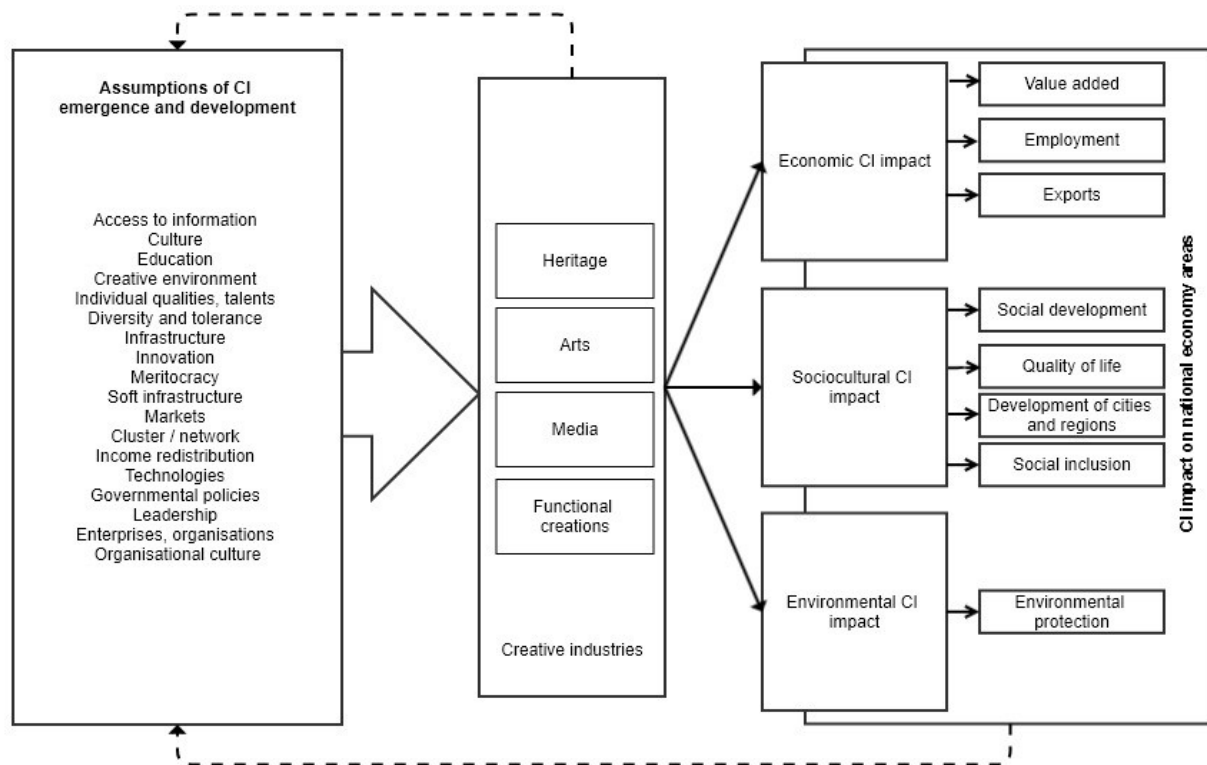 Assumptions of CI
emergence and development
Access to information
Culture
Education
Creative environment
Individual qualities, talents
Diversity and tolerance
Infrastructure
Innovation
Meritocracy
Soft infrastructure
Markets
Cluster / network
Income redistribution
Technologies
Governmental policies
Leadership
Enterprises, organisations
Organisational culture
Heritage
Arts
Media
Functional
creations
Creative industries
Economic CI impact
Value added
Employment
Exports
Sociocultural CI
impact
Social development
Quality of life
Development of cities
and regions
Social inclusion
Environmental CI
impact
Environmental
protection
CI impact on national economy areas